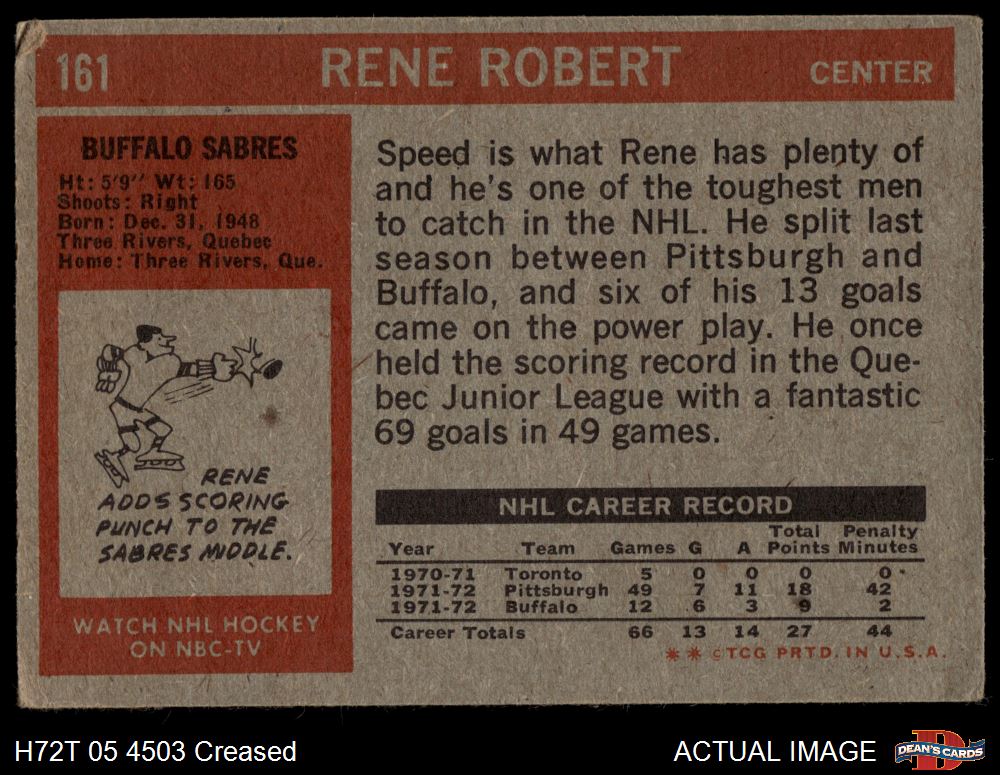 161 RENE ROBERT CENTER
BUFFALO SABRES
Ht: 5'9" Wt: 165
Shoots: Right
Born: Dec. 31, 1948
Three Rivers, Quebec
Home: Three Rivers, Que.
RENE
ADDS SCORING
PUNCH TO THE
SABRES MIDDLE.
WATCH NHL HOCKEY
ON NBC-TV
Speed is what Rene has plenty of
and he's one of the toughest men
to catch in the NHL. He split last
season between Pittsburgh and
Buffalo, and six of his 13 goals
came on the power play. He once
held the scoring record in the Que-
bec Junior League with a fantastic
69 goals in 49 games.
NHL CAREER RECORD
Year Team Games G A Total Points Penalty Minutes
1970-71 Toronto 5 0 0 0 0
1971-72 Pittsburgh 49 7 11 18 42
1971-72 Buffalo 12 6 3 9 2
Career Totals 66 13 14 27 44
** ©TCG PRTD. IN U.S.A.
H72T 05 4503 Creased
ACTUAL IMAGE
D
DEAN'S CARDS